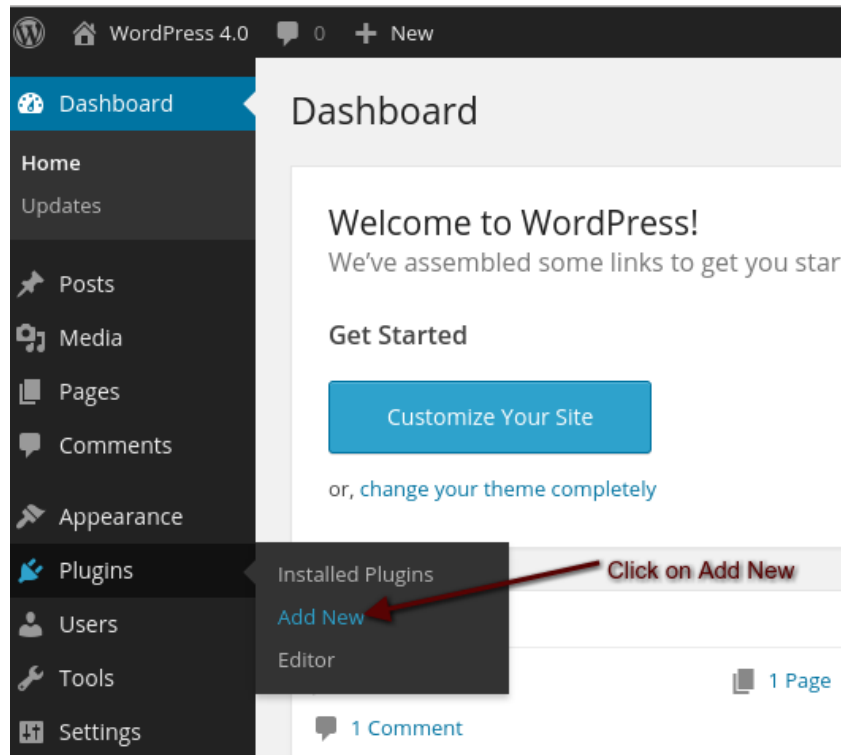 WordPress 4.0
0
New
Dashboard
Home
Updates
Posts
Media
Pages
Comments
Appearance
Plugins
Users
Tools
Settings
Dashboard
Welcome to WordPress!
We've assembled some links to get you star
Get Started
Customize Your Site
or, change your theme completely
Installed Plugins
Add New
Editor
Click on Add New
1 Page
1 Comment